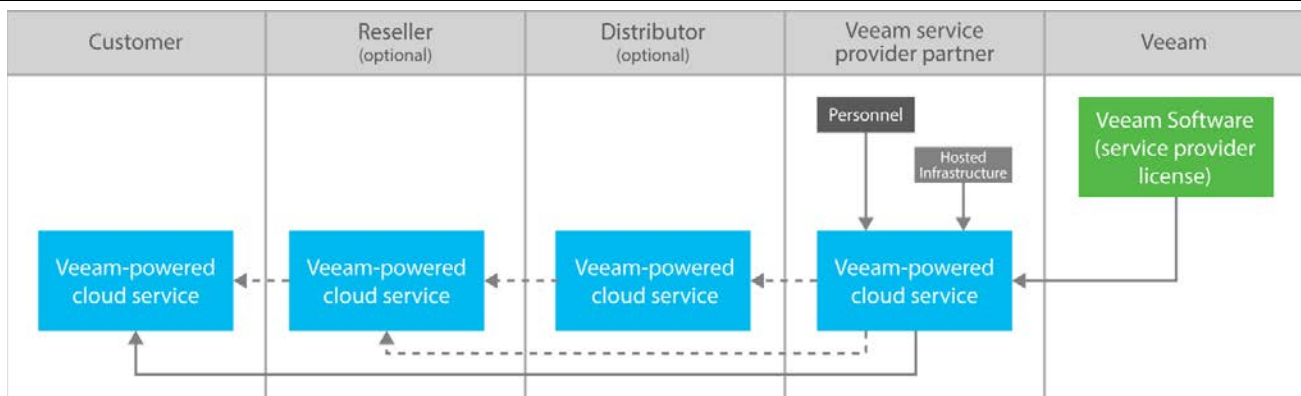 Customer
Reseller
(optional)
Distributor
(optional)
Veeam service
provider partner
Veeam
Personnel
Hosted
Infrastructure
Veeam Software
(service provider
license)
Veeam-powered
cloud service
Veeam-powered
cloud service
Veeam-powered
cloud service
Veeam-powered
cloud service